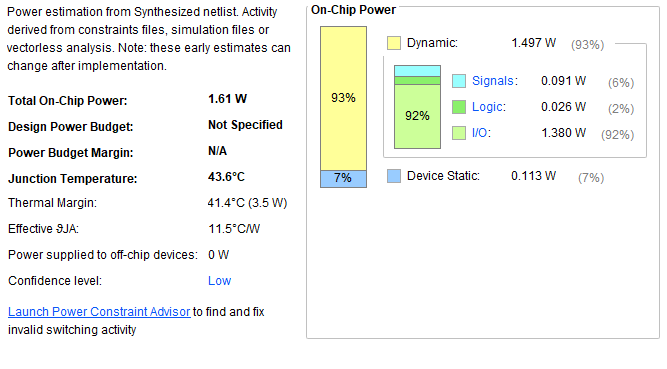 Power estimation from Synthesized netlist. Activity
derived from constraints files, simulation files or
vectorless analysis. Note: these early estimates can
change after implementation.
Total On-Chip Power: 1.61 W
Design Power Budget: Not Specified
Power Budget Margin: N/A
Junction Temperature: 43.6°C
Thermal Margin: 41.4°C (3.5 W)
Effective ϑJA: 11.5°C/W
Power supplied to off-chip devices: 0 W
Confidence level: Low
Launch Power Constraint Advisor to find and fix
invalid switching activity
On-Chip Power
Dynamic: 1.497 W (93%)
Signals: 0.091 W (6%)
93%
92%
Logic: 0.026 W (2%)
I/O: 1.380 W (92%)
7%
Device Static: 0.113 W (7%)